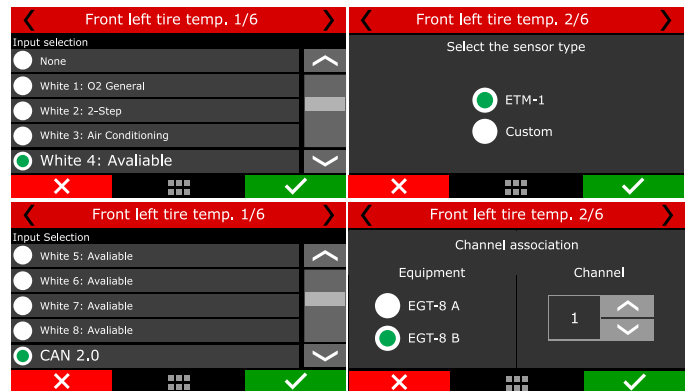 Front left tire temp. 1/6
Input selection
None
White 1: O2 General
White 2: 2-Step
White 3: Air Conditioning
White 4: Avaliable
Front left tire temp. 2/6
Select the sensor type
ETM-1
Custom
Front left tire temp. 1/6
Input Selection
White 5: Avaliable
White 6: Avaliable
White 7: Avaliable
White 8: Avaliable
CAN 2.0
Front left tire temp. 2/6
Channel association
Equipment
EGT-8 A
EGT-8 B
Channel
1